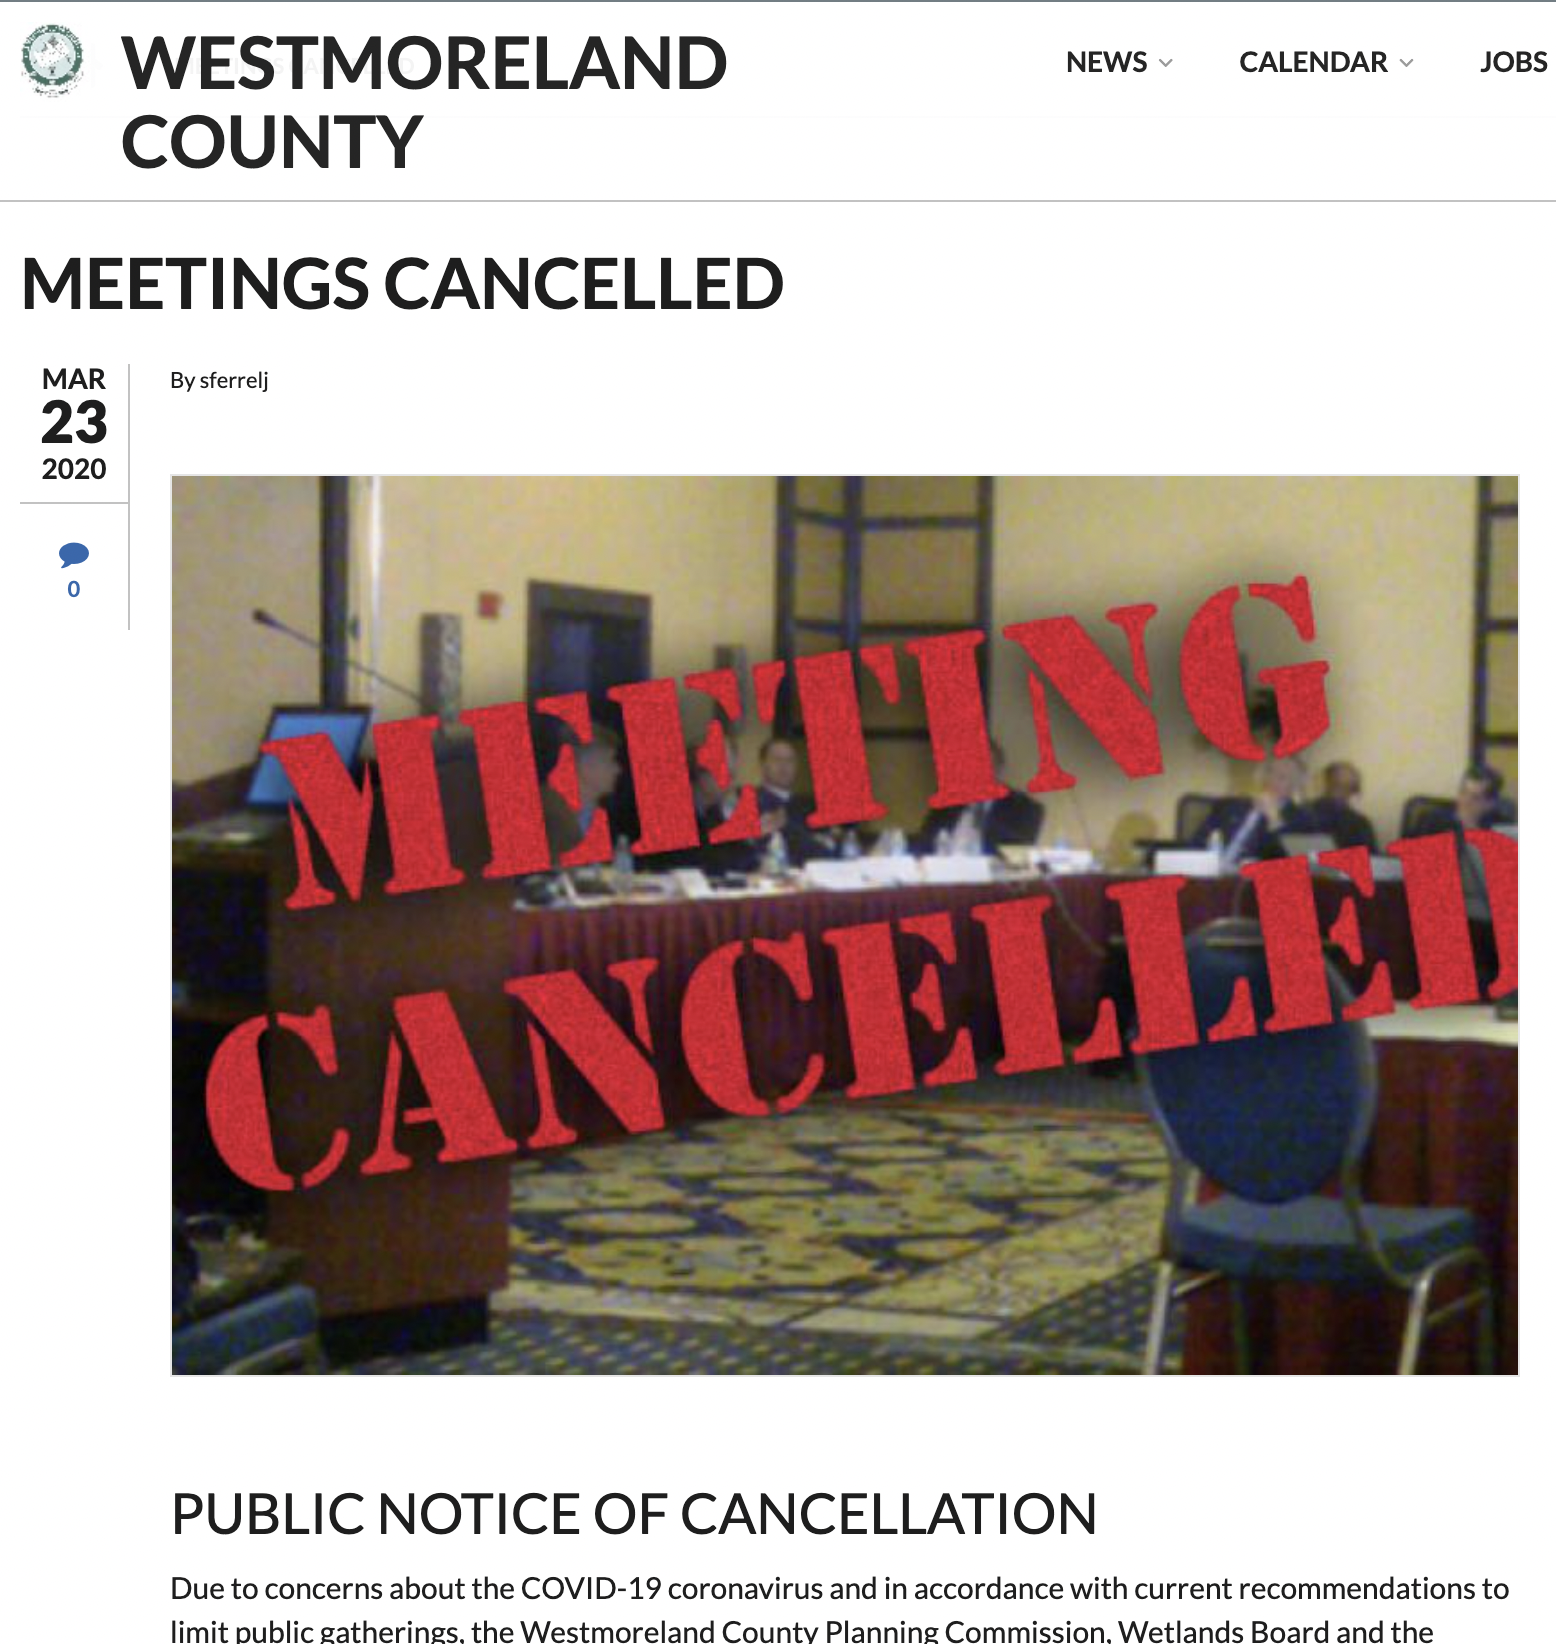 WESTMORELAND
COUNTY
NEWS
CALENDAR
JOBS
MEETINGS CANCELLED
MAR
23
2020
0
By sferrelj
MEETING
CANCELLED
PUBLIC NOTICE OF CANCELLATION
Due to concerns about the COVID-19 coronavirus and in accordance with current recommendations to
limit public gatherings, the Westmoreland County Planning Commission, Wetlands Board and the